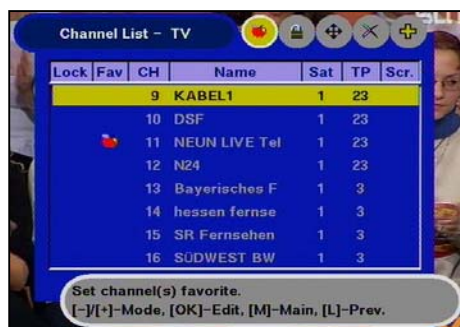 Channel List - TV
Lock Fav CH Name Sat TP Scr.
9 KABEL1 1 23
10 DSF 1 23
11 NEUN LIVE Tel 1 23
12 N24 1 23
13 Bayerisches F 1 3
14 hessen fernse 1 3
15 SR Fernsehen 1 3
16 SÜDWEST BW 1 3
Set channel(s) favorite.
[-]/[+]-Mode, [OK]-Edit, [M]-Main, [L]-Prev.